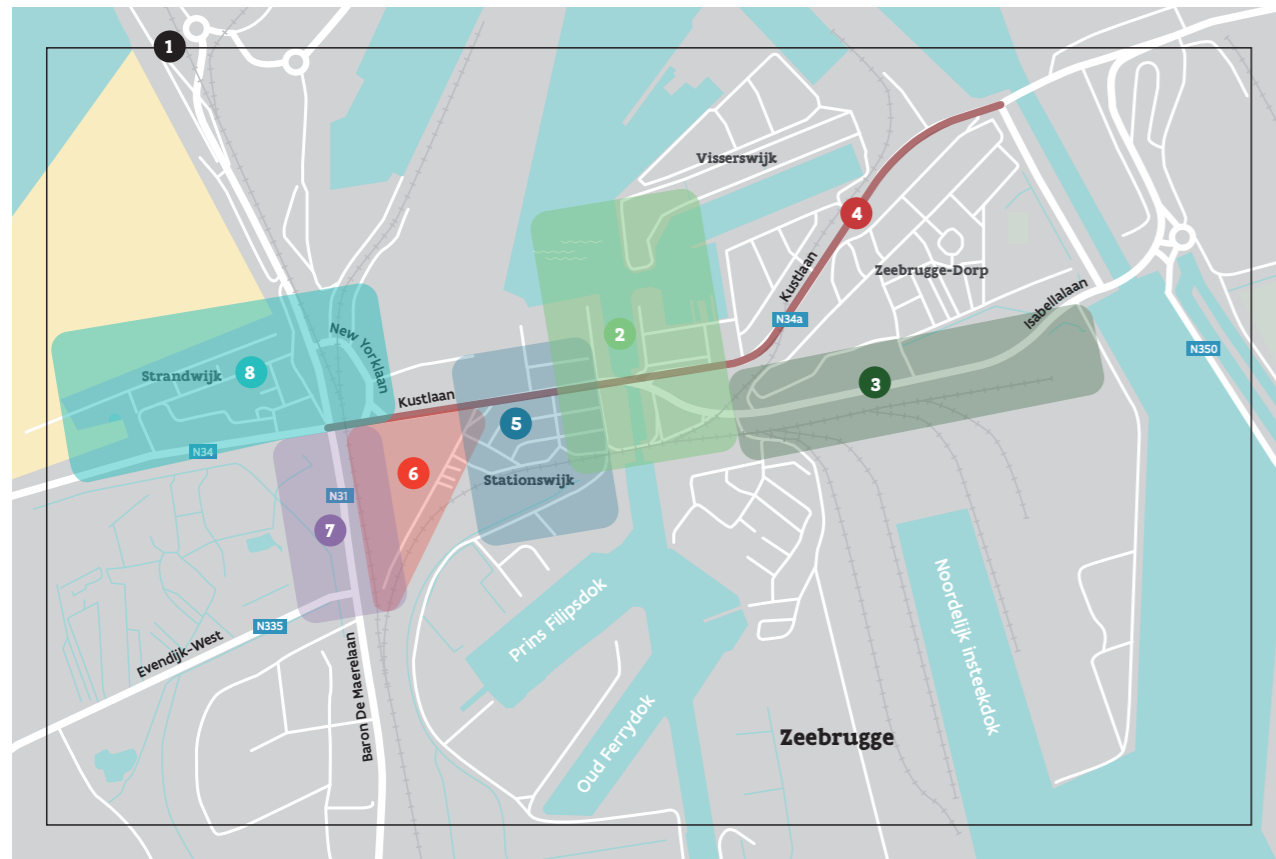 1
Visserswijk
4
Kustlaan
Zeebrugge-Dorp
N34a
Isabellalaan
N350
2
3
New Yorklaan
8
Strandwijk
Kustlaan
5
N34
6
Stationswijk
N31
7
N335
Evendijk-West
Baron De Maerelaan
Prins Filipsdok
Oud Ferrydok
Noordelijk insteekdok
Zeebrugge